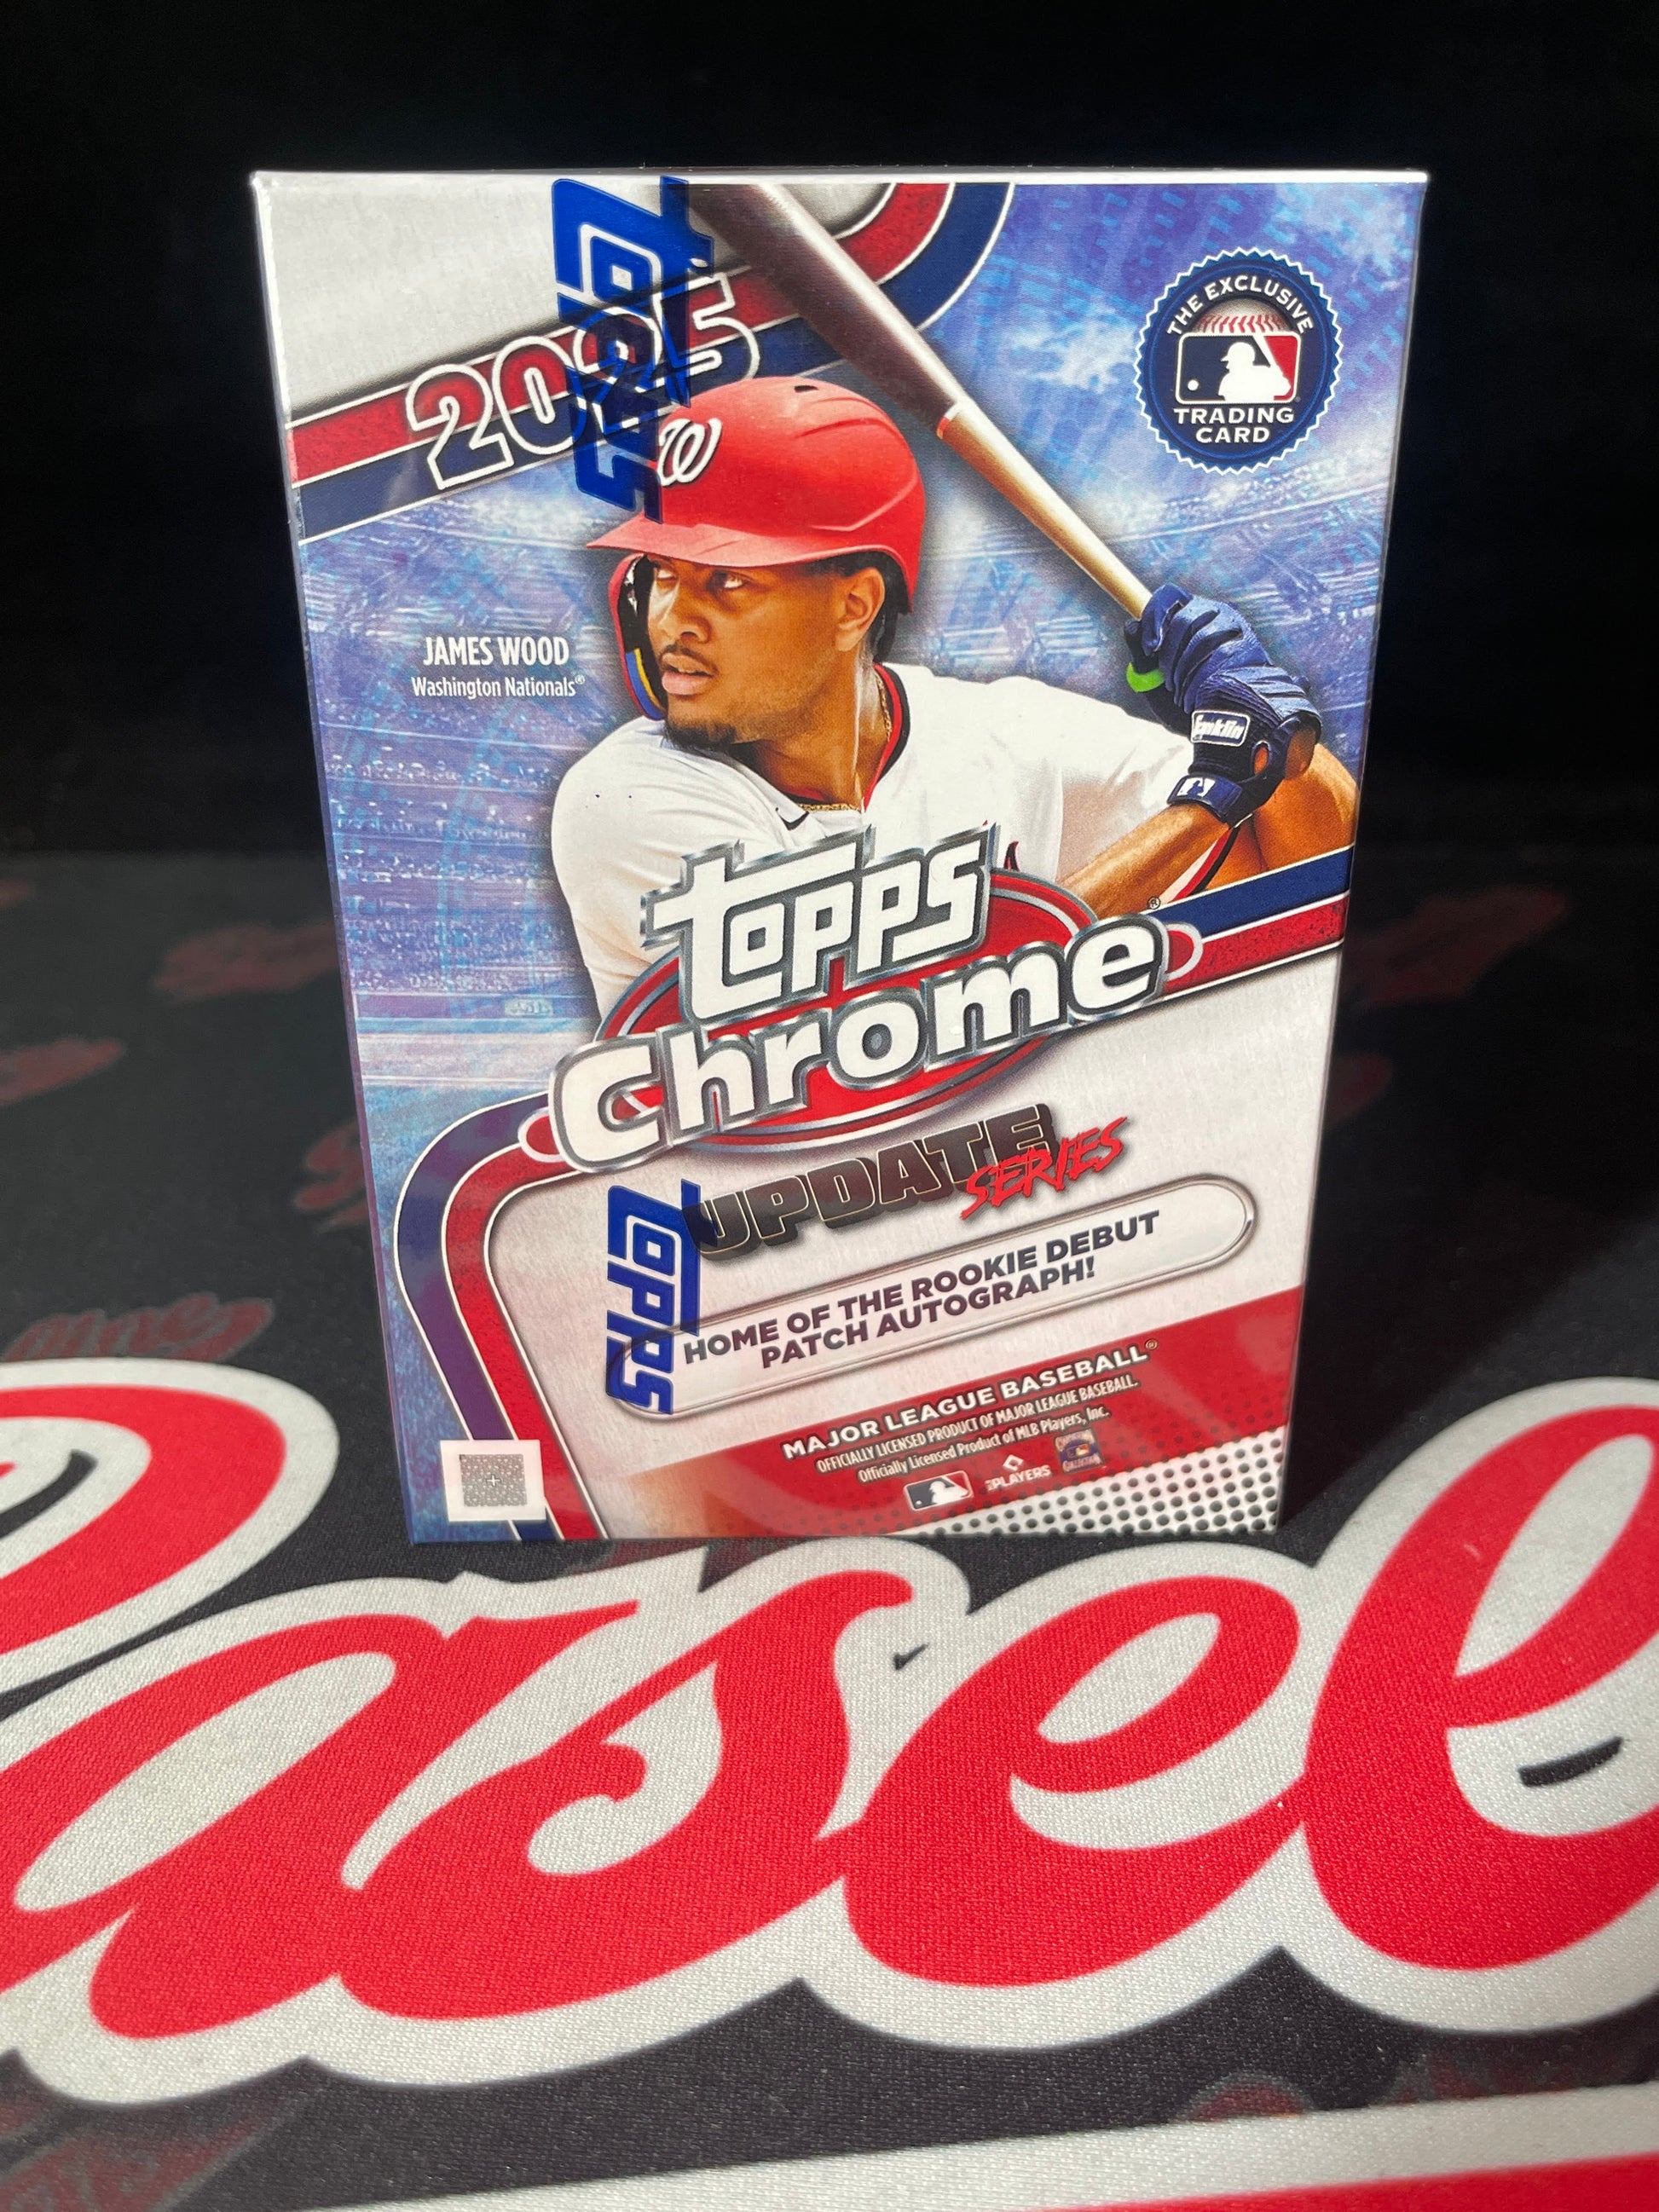 Topps
2025
THE EXCLUSIVE
TRADING
CARD
W
JAMES WOOD
Washington Nationals®
Franklin
Topps
Chrome®
UPDATE
SERIES
Topps
HOME OF THE ROOKIE DEBUT
PATCH AUTOGRAPH!
MAJOR LEAGUE BASEBALL®
OFFICIALLY LICENSED PRODUCT OF MAJOR LEAGUE BASEBALL.
Officially Licensed Product of MLB Players, Inc.
PLAYERS